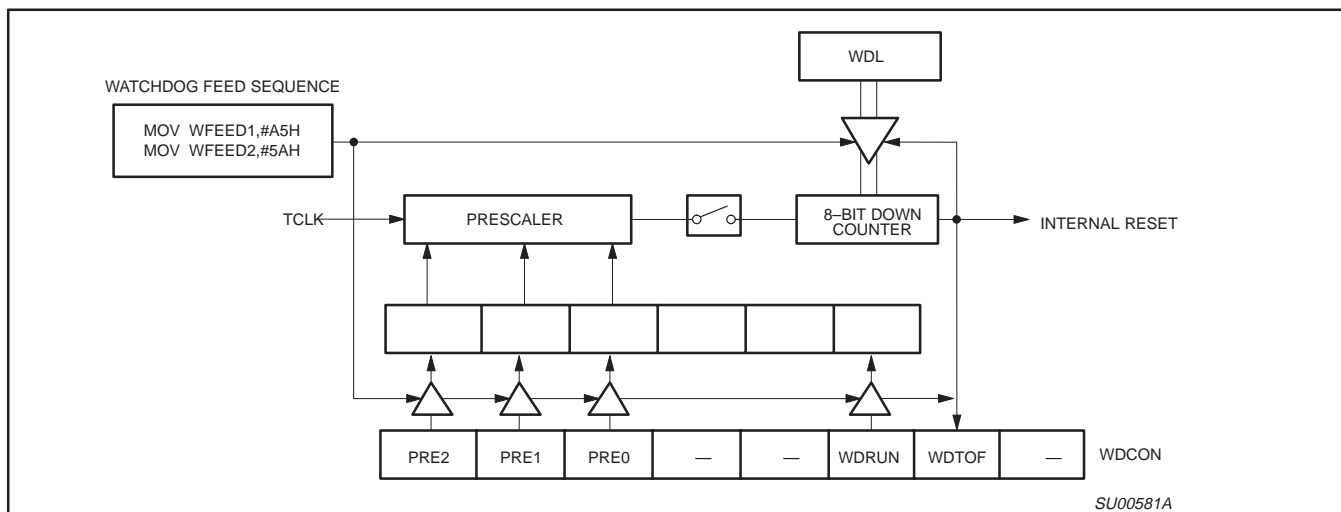 WDL
WATCHDOG FEED SEQUENCE
MOV WFEED1,#A5H
MOV WFEED2,#5AH
TCLK
PRESCALER
8–BIT DOWN
COUNTER
INTERNAL RESET
PRE2 PRE1 PRE0 — — WDRUN WDTOF — WDCON
SU00581A